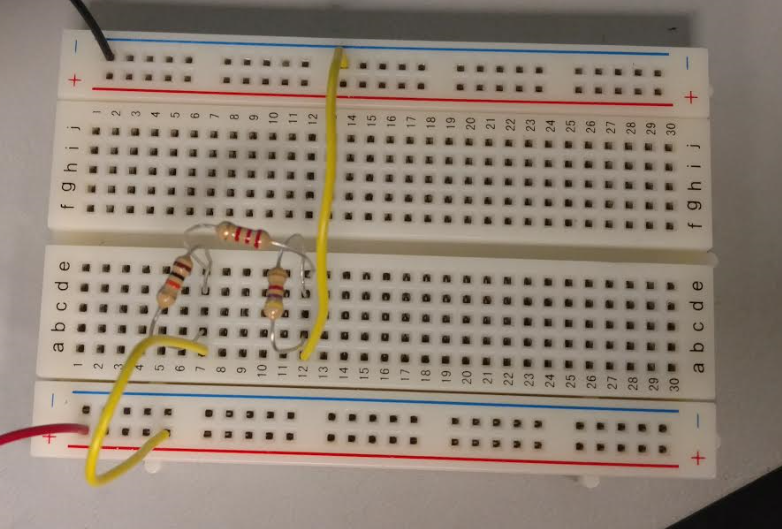 − −
+ +
1 2 3 4 5 6 7 8 9 10 11 12 14 15 16 17 18 19 20 21 22 23 24 25 26 27 28 29 30
j j
i i
h h
g g
f f
e e
d d
c c
b b
a a
1 2 3 4 5 6 7 8 9 10 11 12 13 14 15 16 17 18 19 20 21 22 23 24 25 26 27 28 29 30
− −
+ +